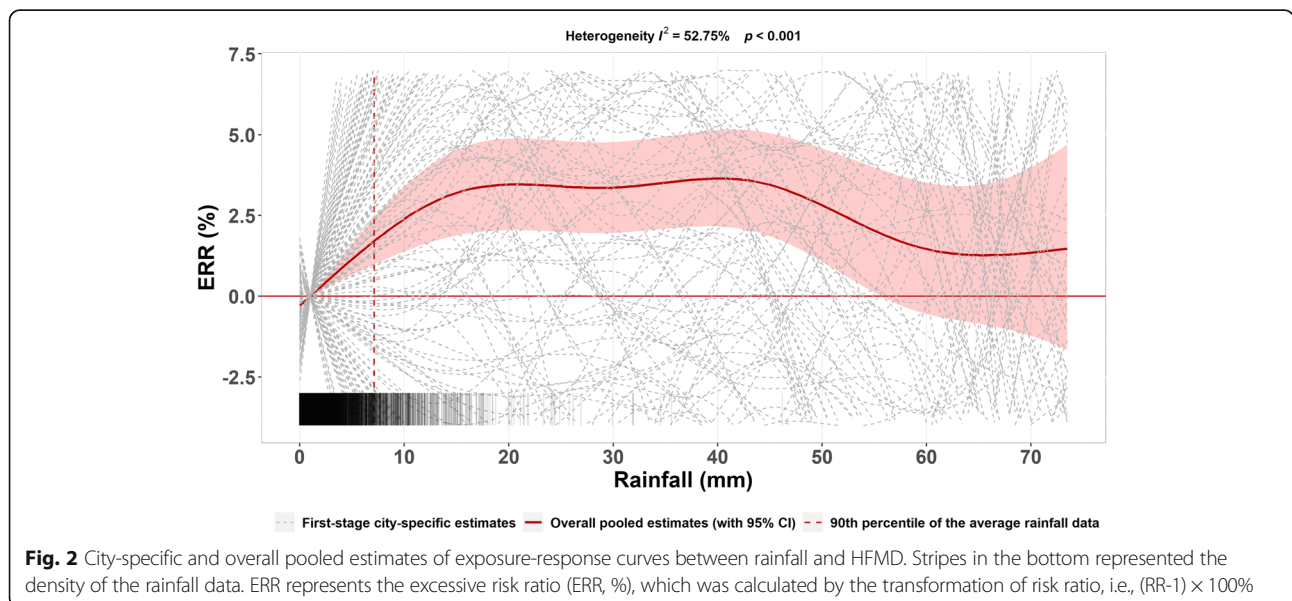 Heterogeneity I² = 52.75% p < 0.001
7.5
5.0
2.5
0.0
-2.5
ERR (%)
0 10 20 30 40 50 60 70
Rainfall (mm)
First-stage city-specific estimates Overall pooled estimates (with 95% CI) 90th percentile of the average rainfall data
Fig. 2 City-specific and overall pooled estimates of exposure-response curves between rainfall and HFMD. Stripes in the bottom represented the
density of the rainfall data. ERR represents the excessive risk ratio (ERR, %), which was calculated by the transformation of risk ratio, i.e., (RR-1) × 100%